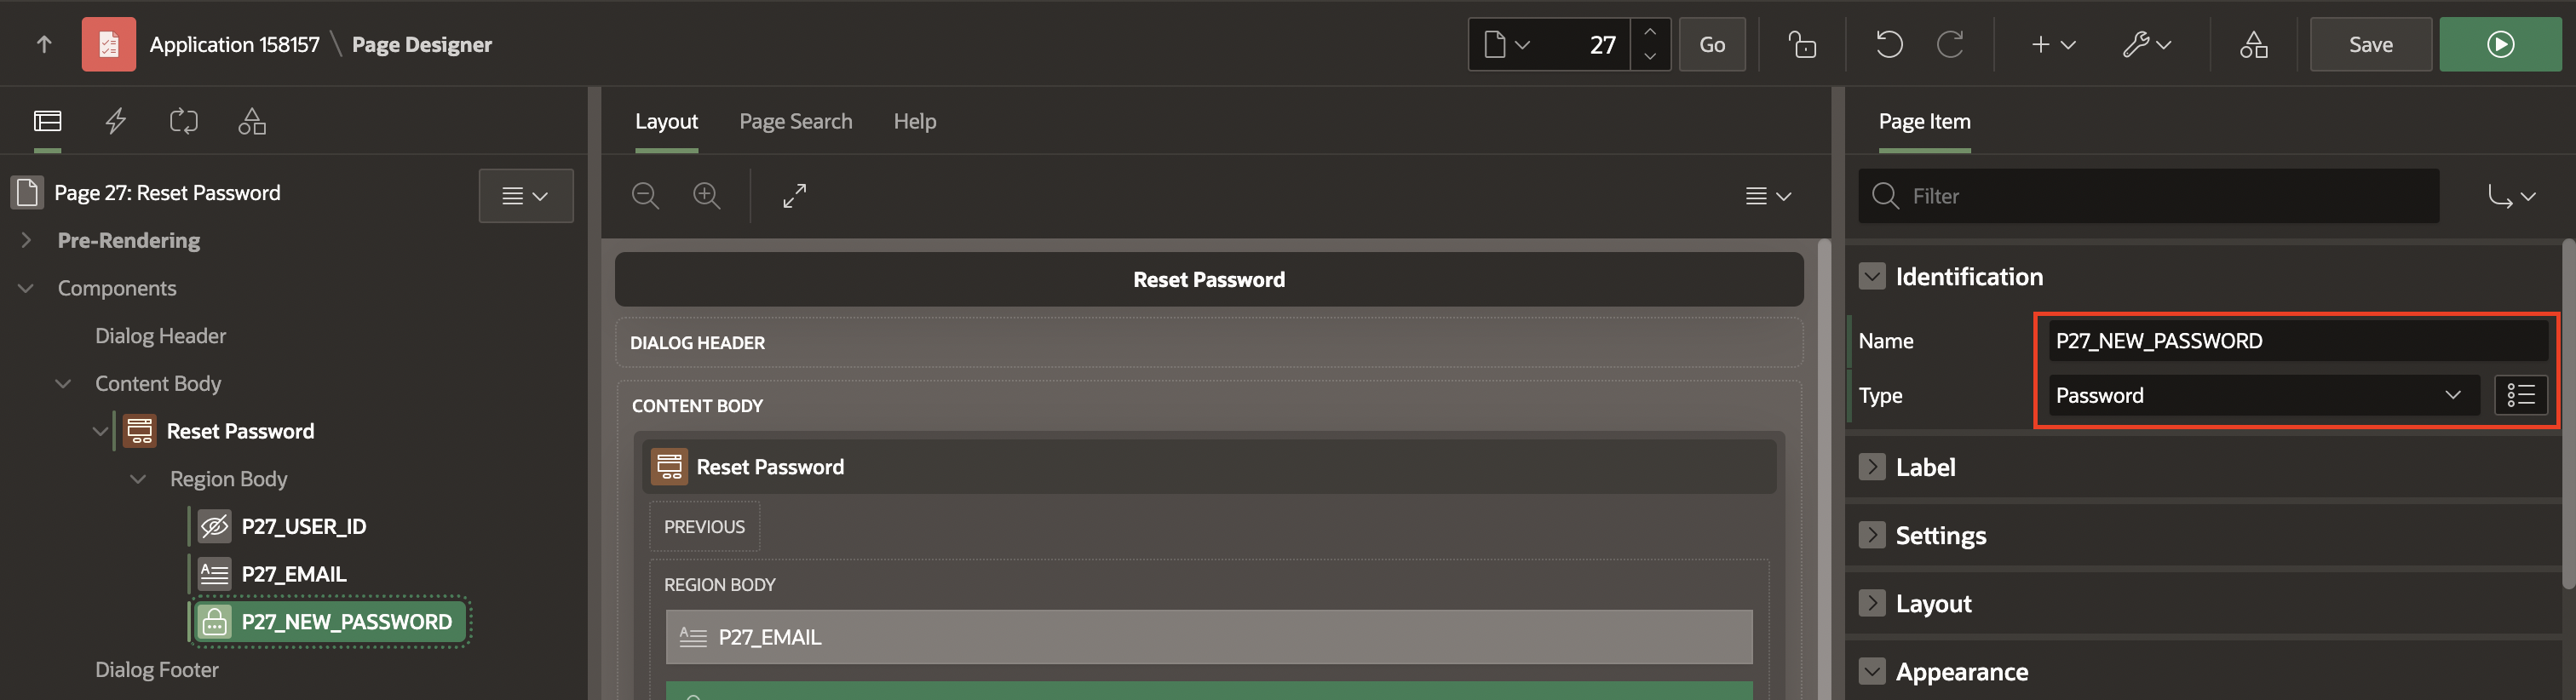 Application 158157 \ Page Designer
27
Go
Save
Page 27: Reset Password
Pre-Rendering
Components
Dialog Header
Content Body
Reset Password
Region Body
P27_USER_ID
P27_EMAIL
P27_NEW_PASSWORD
Dialog Footer
Layout Page Search Help
Reset Password
DIALOG HEADER
CONTENT BODY
Reset Password
PREVIOUS
REGION BODY
P27_EMAIL
Page Item
Filter
Identification
Name P27_NEW_PASSWORD
Type Password
Label
Settings
Layout
Appearance